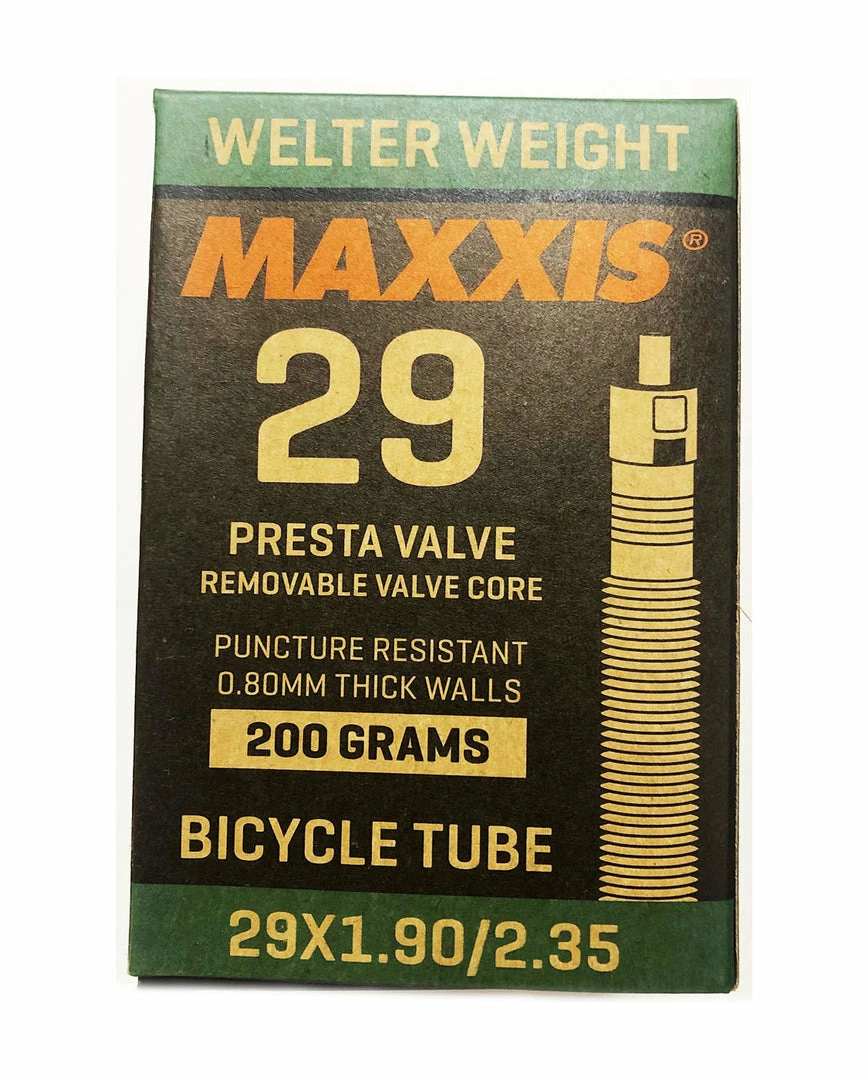 WELTER WEIGHT
MAXXIS®
29
PRESTA VALVE
REMOVABLE VALVE CORE
PUNCTURE RESISTANT
0.80MM THICK WALLS
200 GRAMS
BICYCLE TUBE
29X1.90/2.35